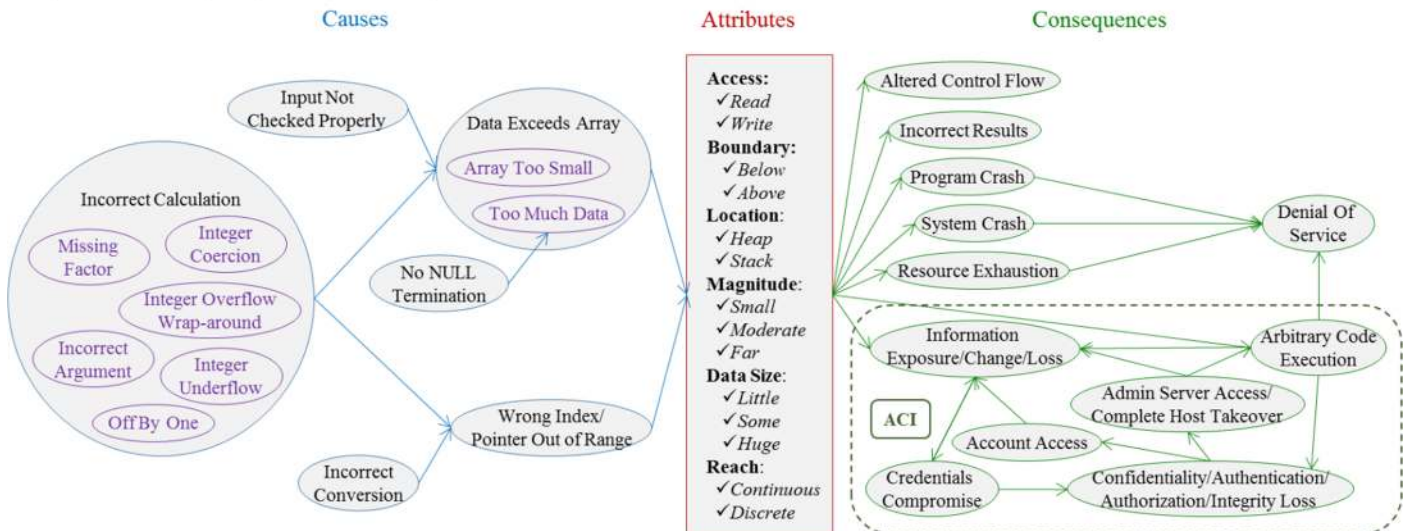 Causes
Attributes
Consequences
Input Not
Checked Properly
Data Exceeds Array
Array Too Small
Too Much Data
Incorrect Calculation
Missing
Factor
Integer
Coercion
Integer Overflow
Wrap-around
Incorrect
Argument
Integer
Underflow
Off By One
No NULL
Termination
Wrong Index/
Pointer Out of Range
Incorrect
Conversion
Access:
✓Read
✓Write
Boundary:
✓Below
✓Above
Location:
✓Heap
✓Stack
Magnitude:
✓Small
✓Moderate
✓Far
Data Size:
✓Little
✓Some
✓Huge
Reach:
✓Continuous
✓Discrete
Altered Control Flow
Incorrect Results
Program Crash
System Crash
Resource Exhaustion
Denial Of
Service
Information
Exposure/Change/Loss
Arbitrary Code
Execution
Admin Server Access/
Complete Host Takeover
ACI
Account Access
Credentials
Compromise
Confidentiality/Authentication/
Authorization/Integrity Loss